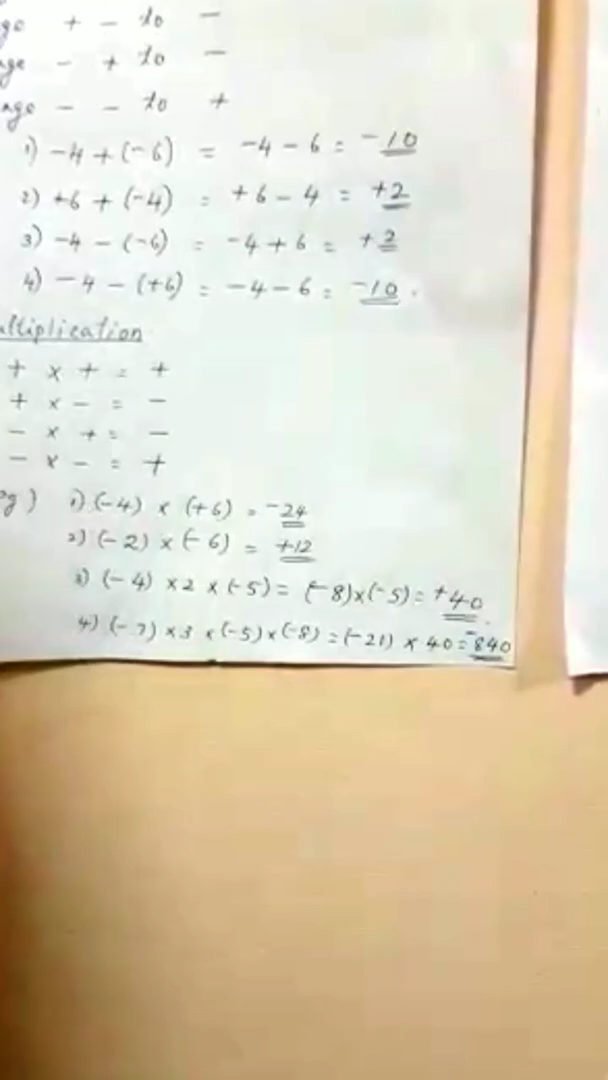 + - to -
- + to -
- - to +
1) -4 + (-6) = -4 - 6 = -10
2) +6 + (-4) = +6 - 4 = +2
3) -4 - (-6) = -4 + 6 = +2
4) -4 - (+6) = -4 - 6 = -10.
ultiplication
+ x + = +
+ x - = -
- x + = -
- x - = +
eg) 1) (-4) x (+6) = -24
2) (-2) x (-6) = +12
3) (-4) x 2 x (-5) = (-8) x (-5) = +40.
4) (-7) x 3 x (-5) x (-8) = (-21) x 40 = -840